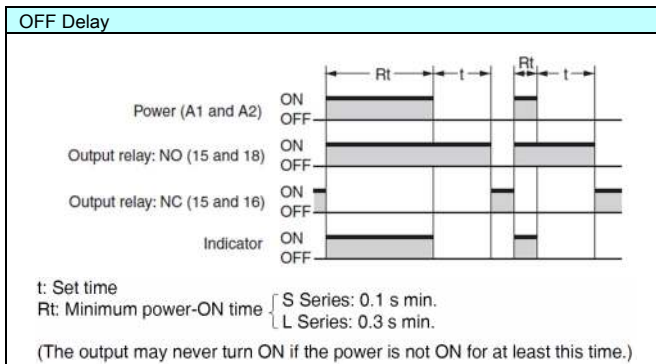 OFF Delay
Rt t Rt t
Power (A1 and A2) ON
OFF
Output relay: NO (15 and 18) ON
OFF
Output relay: NC (15 and 16) ON
OFF
Indicator ON
OFF
t: Set time
Rt: Minimum power-ON time { S Series: 0.1 s min.
L Series: 0.3 s min.
(The output may never turn ON if the power is not ON for at least this time.)